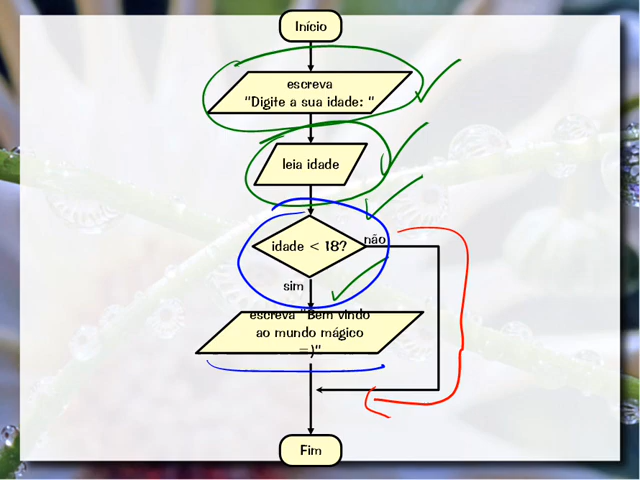 Início
escreva
"Digite a sua idade: "
leia idade
idade < 18?
não
sim
escreva "Bem vindo
ao mundo mágico
=)"
Fim